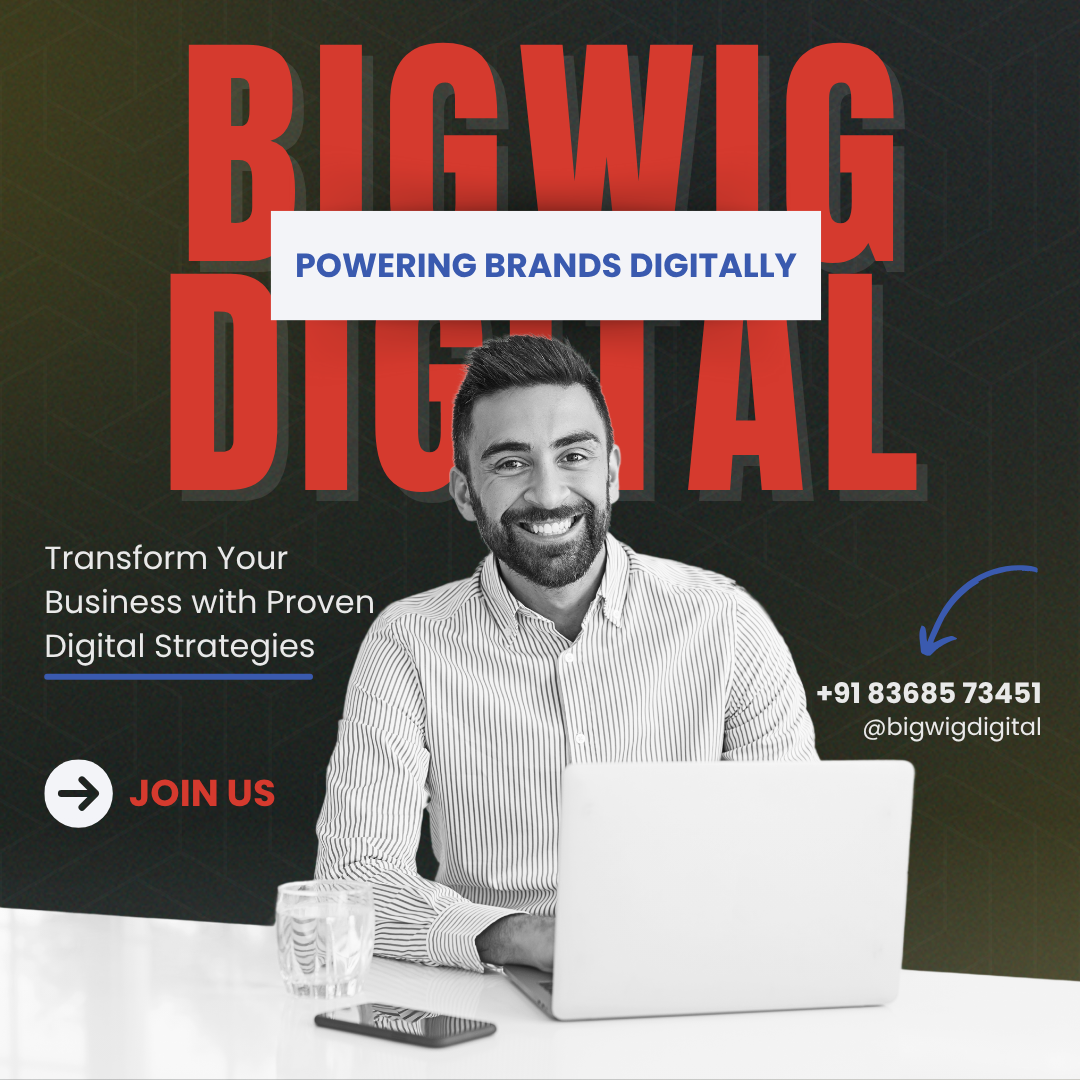 BIGWIG
POWERING BRANDS DIGITALLY
DIGITAL
Transform Your
Business with Proven
Digital Strategies
+91 83685 73451
@bigwigdigital
JOIN US